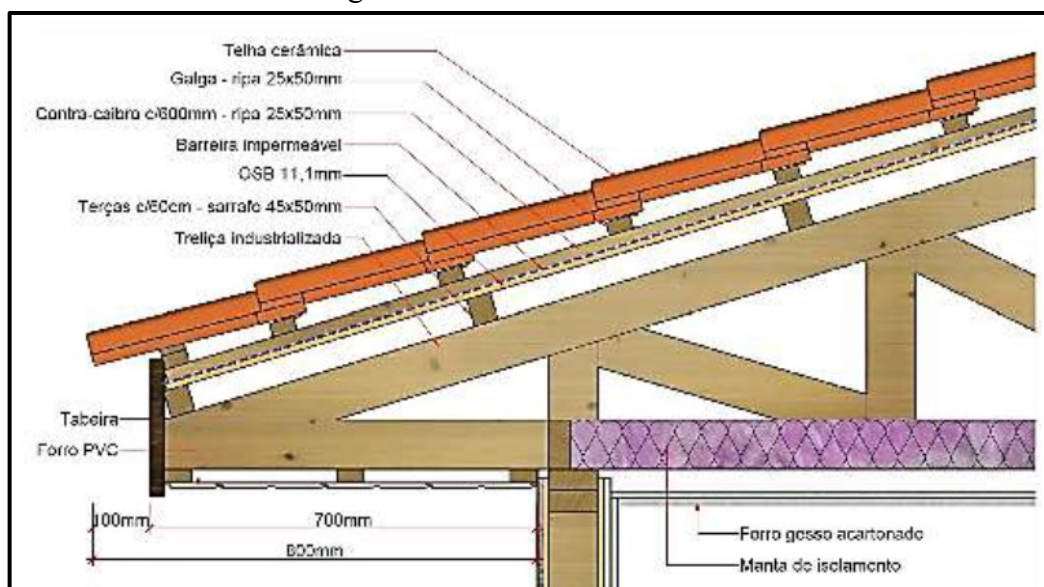 Telha cerâmica
Galga - ripa 25x50mm
Contra-caibro c/600mm - ripa 25x50mm
Barreira impermeável
OSB 11,1mm
Terças c/60cm - sarrafo 45x50mm
Treliça industrializada
Tabeira
Forro PVC
100mm
700mm
800mm
Forro gesso acartonado
Manta de isolamento